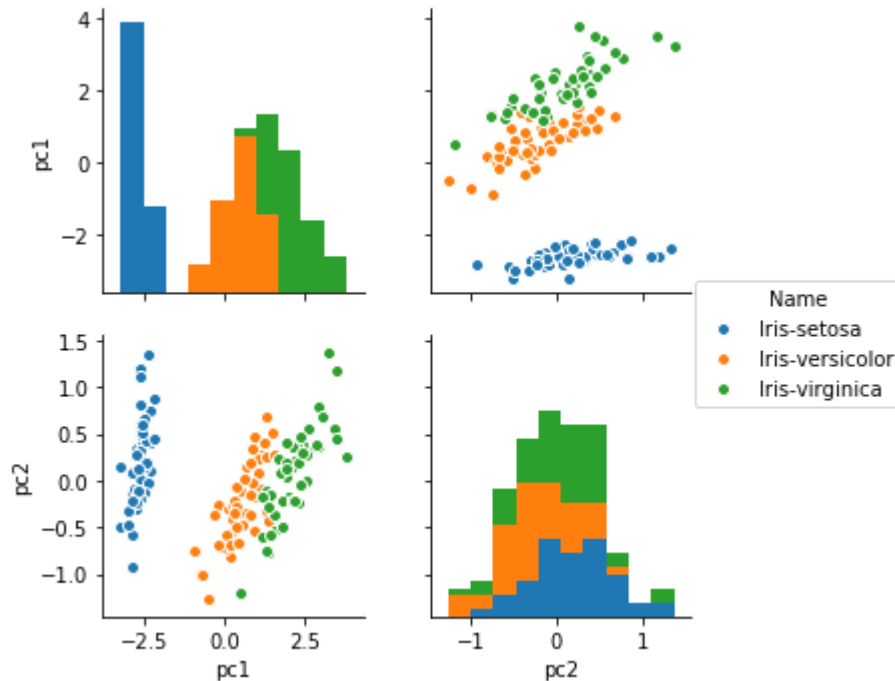 4
2
0
−2
pc1
Name
Iris-setosa
Iris-versicolor
Iris-virginica
1.5
1.0
0.5
0.0
−0.5
−1.0
pc2
−2.5 0.0 2.5
pc1
−1 0 1
pc2